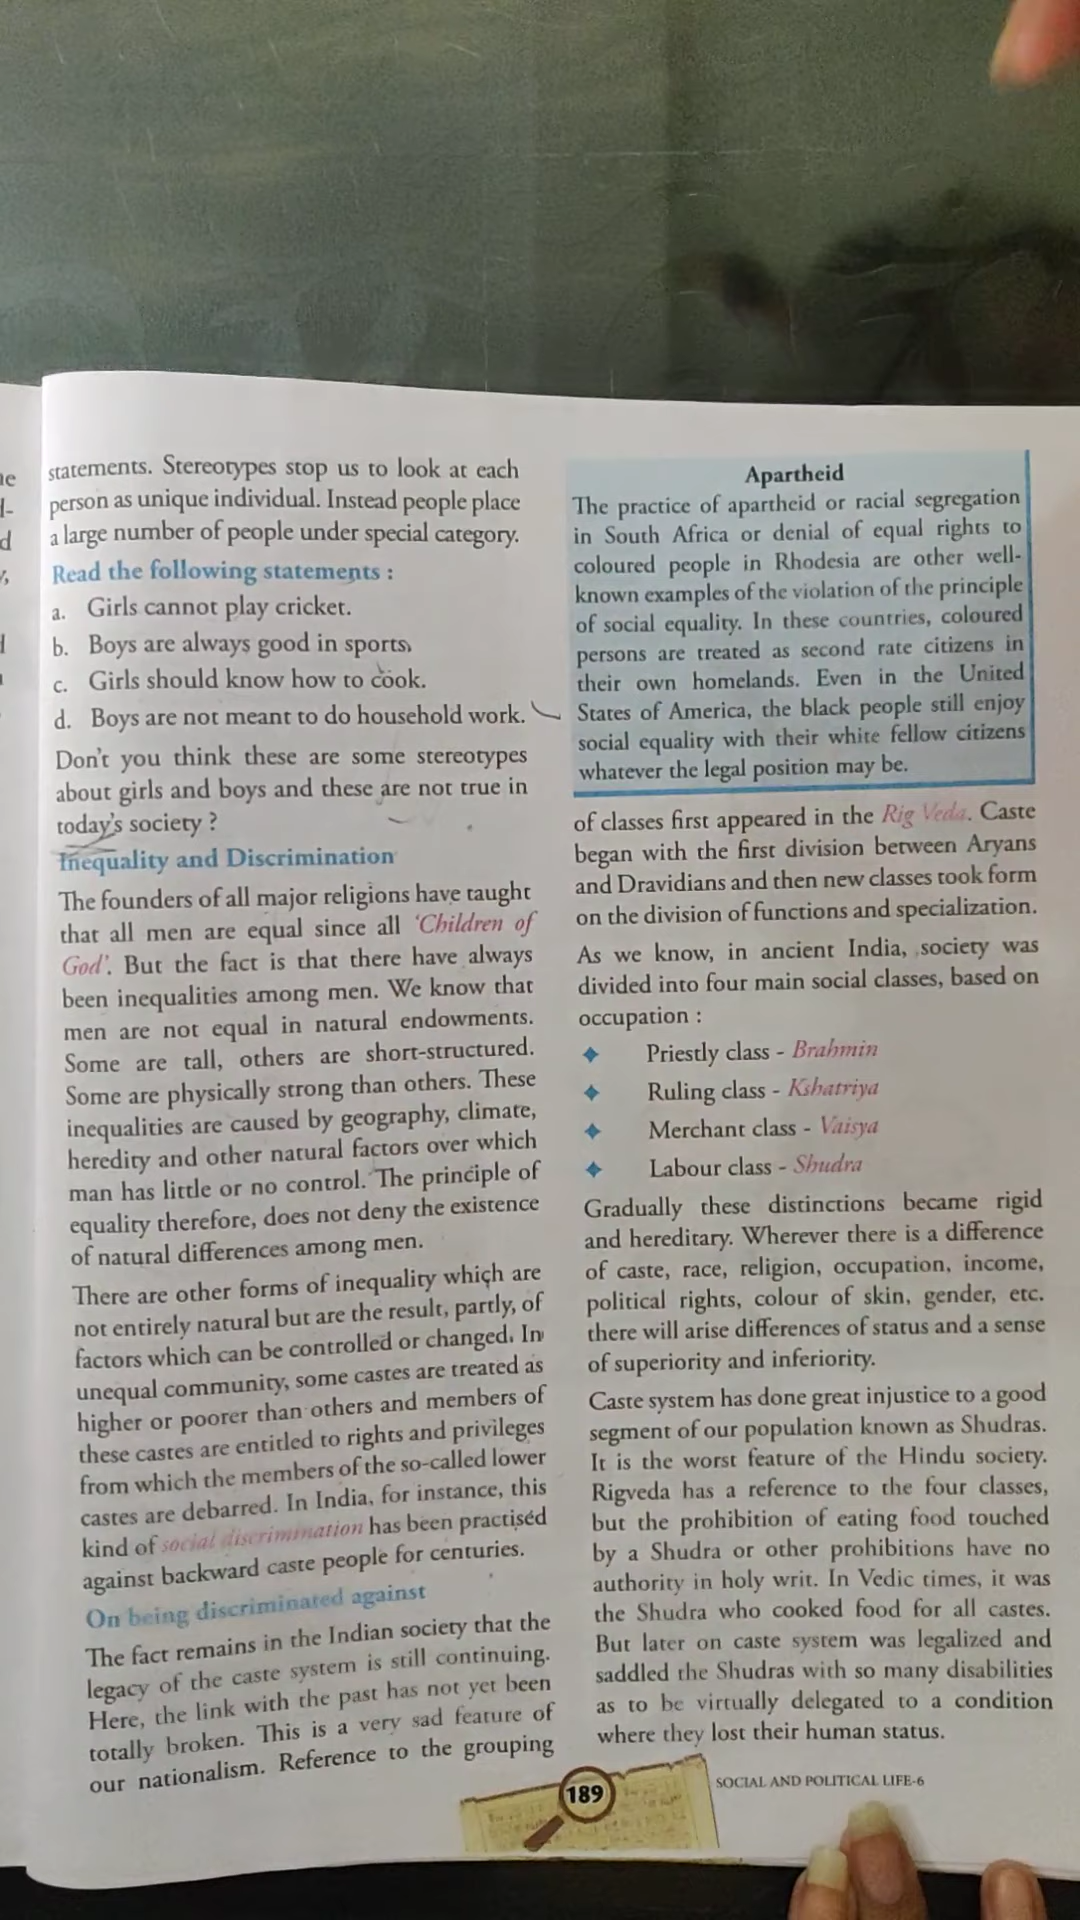 ne
d-
d
statements. Stereotypes stop us to look at each
person as unique individual. Instead people place
a large number of people under special category.
Read the following statements :
a. Girls cannot play cricket.
b. Boys are always good in sports.
c. Girls should know how to cook.
d. Boys are not meant to do household work.
Don't you think these are some stereotypes
about girls and boys and these are not true in
today's society ?
Inequality and Discrimination
The founders of all major religions have taught
that all men are equal since all 'Children of
God'. But the fact is that there have always
been inequalities among men. We know that
men are not equal in natural endowments.
Some are tall, others are short-structured.
Some are physically strong than others. These
inequalities are caused by geography, climate,
heredity and other natural factors over which
man has little or no control. The principle of
equality therefore, does not deny the existence
of natural differences among men.
There are other forms of inequality which are
not entirely natural but are the result, partly, of
factors which can be controlled or changed. In
unequal community, some castes are treated as
higher or poorer than others and members of
these castes are entitled to rights and privileges
from which the members of the so-called lower
castes are debarred. In India, for instance, this
kind of social discrimination has been practised
against backward caste people for centuries.
On being discriminated against
The fact remains in the Indian society that the
legacy of the caste system is still continuing.
Here, the link with the past has not yet been
totally broken. This is a very sad feature of
our nationalism. Reference to the grouping
Apartheid
The practice of apartheid or racial segregation
in South Africa or denial of equal rights to
coloured people in Rhodesia are other well-
known examples of the violation of the principle
of social equality. In these countries, coloured
persons are treated as second rate citizens in
their own homelands. Even in the United
States of America, the black people still enjoy
social equality with their white fellow citizens
whatever the legal position may be.
of classes first appeared in the Rig Veda. Caste
began with the first division between Aryans
and Dravidians and then new classes took form
on the division of functions and specialization.
As we know, in ancient India, society was
divided into four main social classes, based on
occupation :
Priestly class - Brahmin
Ruling class - Kshatriya
Merchant class - Vaisya
Labour class - Shudra
Gradually these distinctions became rigid
and hereditary. Wherever there is a difference
of caste, race, religion, occupation, income,
political rights, colour of skin, gender, etc.
there will arise differences of status and a sense
of superiority and inferiority.
Caste system has done great injustice to a good
segment of our population known as Shudras.
It is the worst feature of the Hindu society.
Rigveda has a reference to the four classes,
but the prohibition of eating food touched
by a Shudra or other prohibitions have no
authority in holy writ. In Vedic times, it was
the Shudra who cooked food for all castes.
But later on caste system was legalized and
saddled the Shudras with so many disabilities
as to be virtually delegated to a condition
where they lost their human status.
189
SOCIAL AND POLITICAL LIFE-6